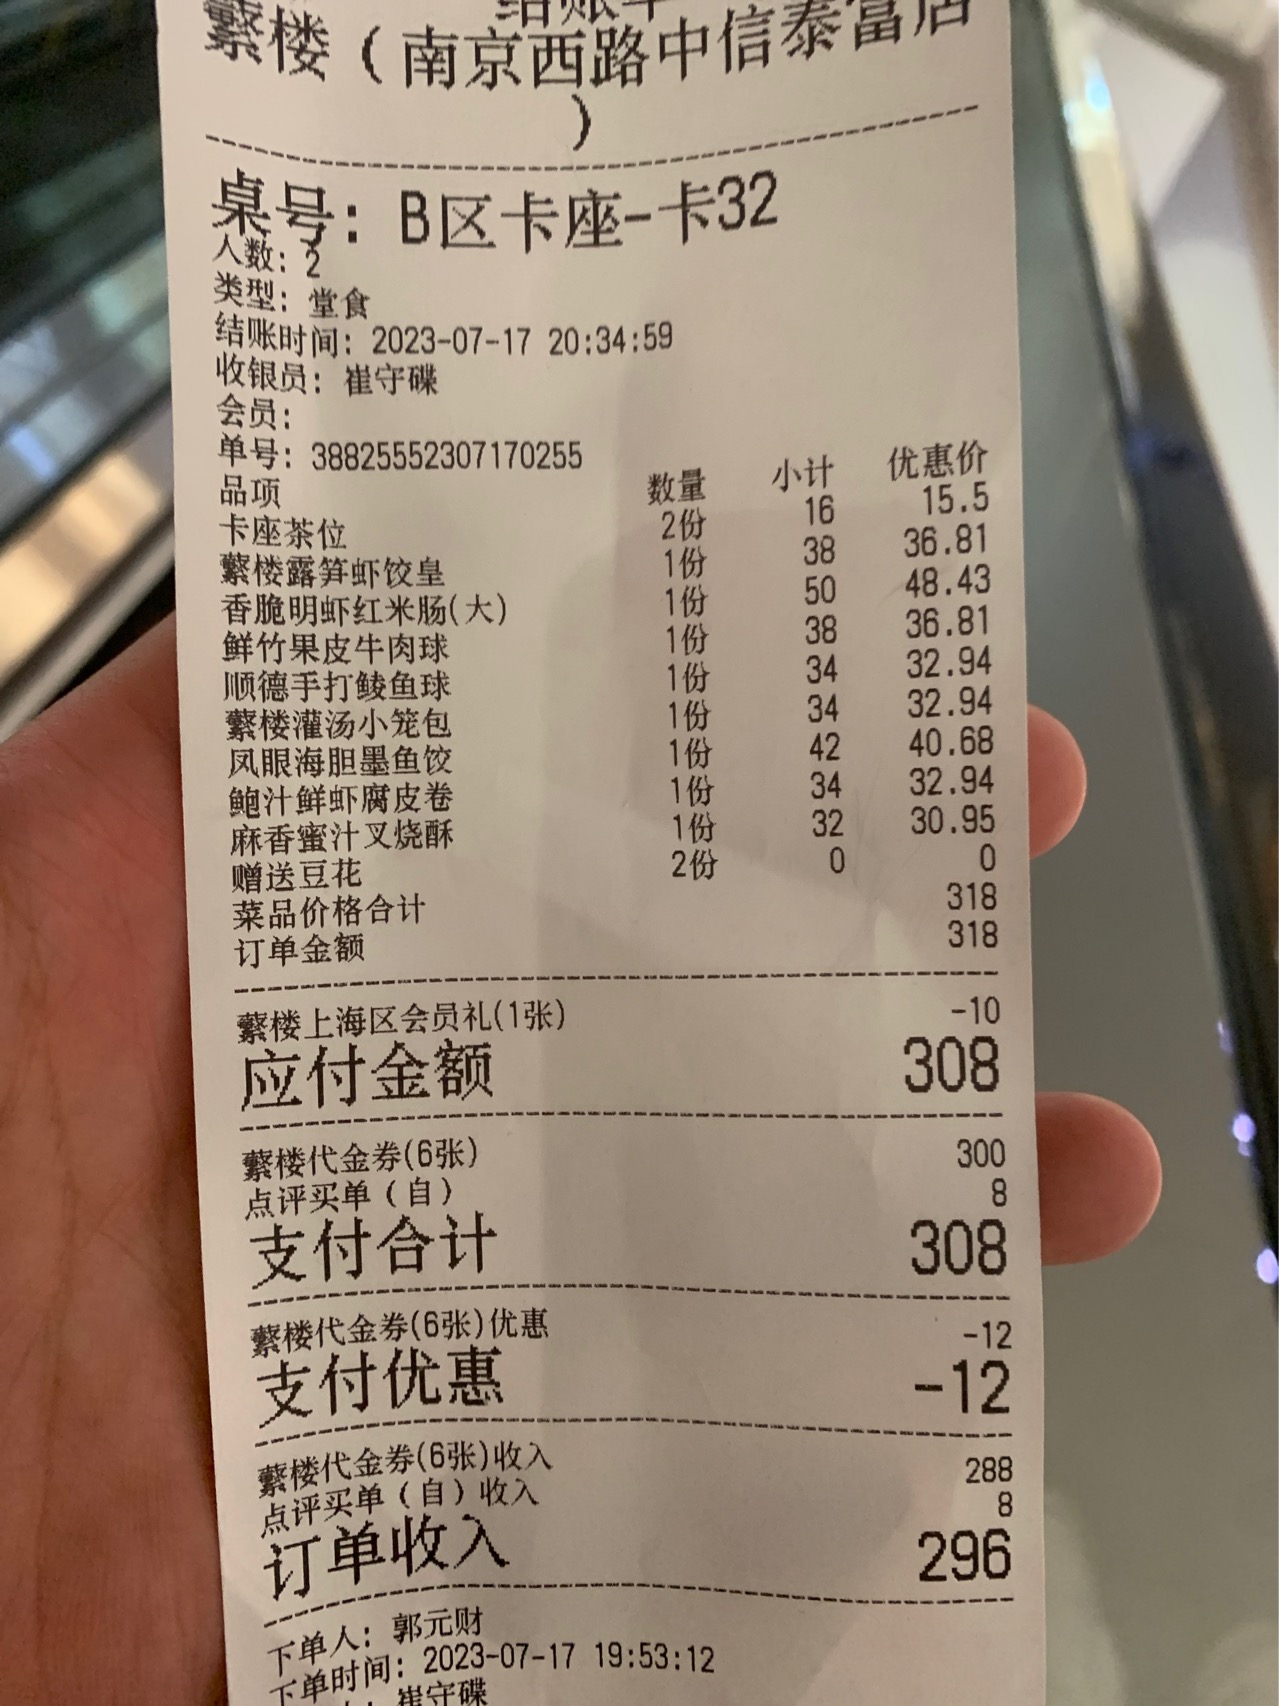 结账单
蘩楼（南京西路中信泰富店
）
桌号：B区卡座-卡32
人数：2
类型：堂食
结账时间：2023-07-17 20:34:59
收银员：崔守碟
会员：
单号：38825552307170255
品项 数量 小计 优惠价
卡座茶位 2份 16 15.5
蘩楼露笋虾饺皇 1份 38 36.81
香脆明虾红米肠(大) 1份 50 48.43
鲜竹果皮牛肉球 1份 38 36.81
顺德手打鲮鱼球 1份 34 32.94
蘩楼灌汤小笼包 1份 34 32.94
凤眼海胆墨鱼饺 1份 42 40.68
鲍汁鲜虾腐皮卷 1份 34 32.94
麻香蜜汁叉烧酥 1份 32 30.95
赠送豆花 2份 0 0
菜品价格合计 318
订单金额 318
蘩楼上海区会员礼(1张) -10
应付金额 308
蘩楼代金券(6张) 300
点评买单（自） 8
支付合计 308
蘩楼代金券(6张)优惠 -12
支付优惠 -12
蘩楼代金券(6张)收入 288
点评买单（自）收入 8
订单收入 296
下单人：郭元财
下单时间：2023-07-17 19:53:12
崔守碟